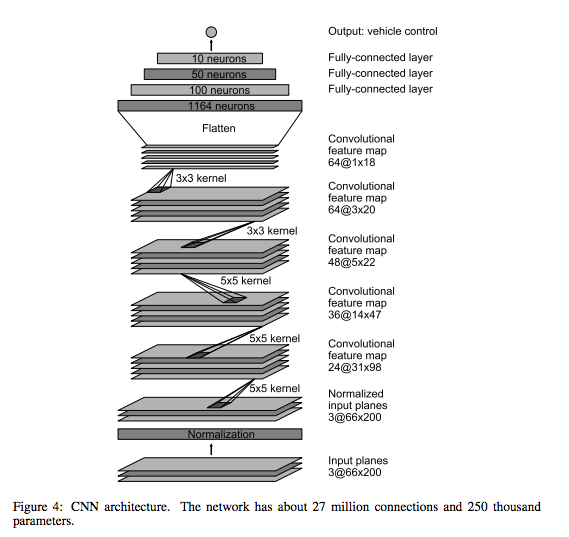 Output: vehicle control
10 neurons
Fully-connected layer
50 neurons
Fully-connected layer
100 neurons
Fully-connected layer
1164 neurons
Flatten
Convolutional
feature map
64@1x18
3x3 kernel
Convolutional
feature map
64@3x20
3x3 kernel
Convolutional
feature map
48@5x22
5x5 kernel
Convolutional
feature map
36@14x47
5x5 kernel
Convolutional
feature map
24@31x98
5x5 kernel
Normalized
input planes
3@66x200
Normalization
Input planes
3@66x200
Figure 4: CNN architecture. The network has about 27 million connections and 250 thousand
parameters.